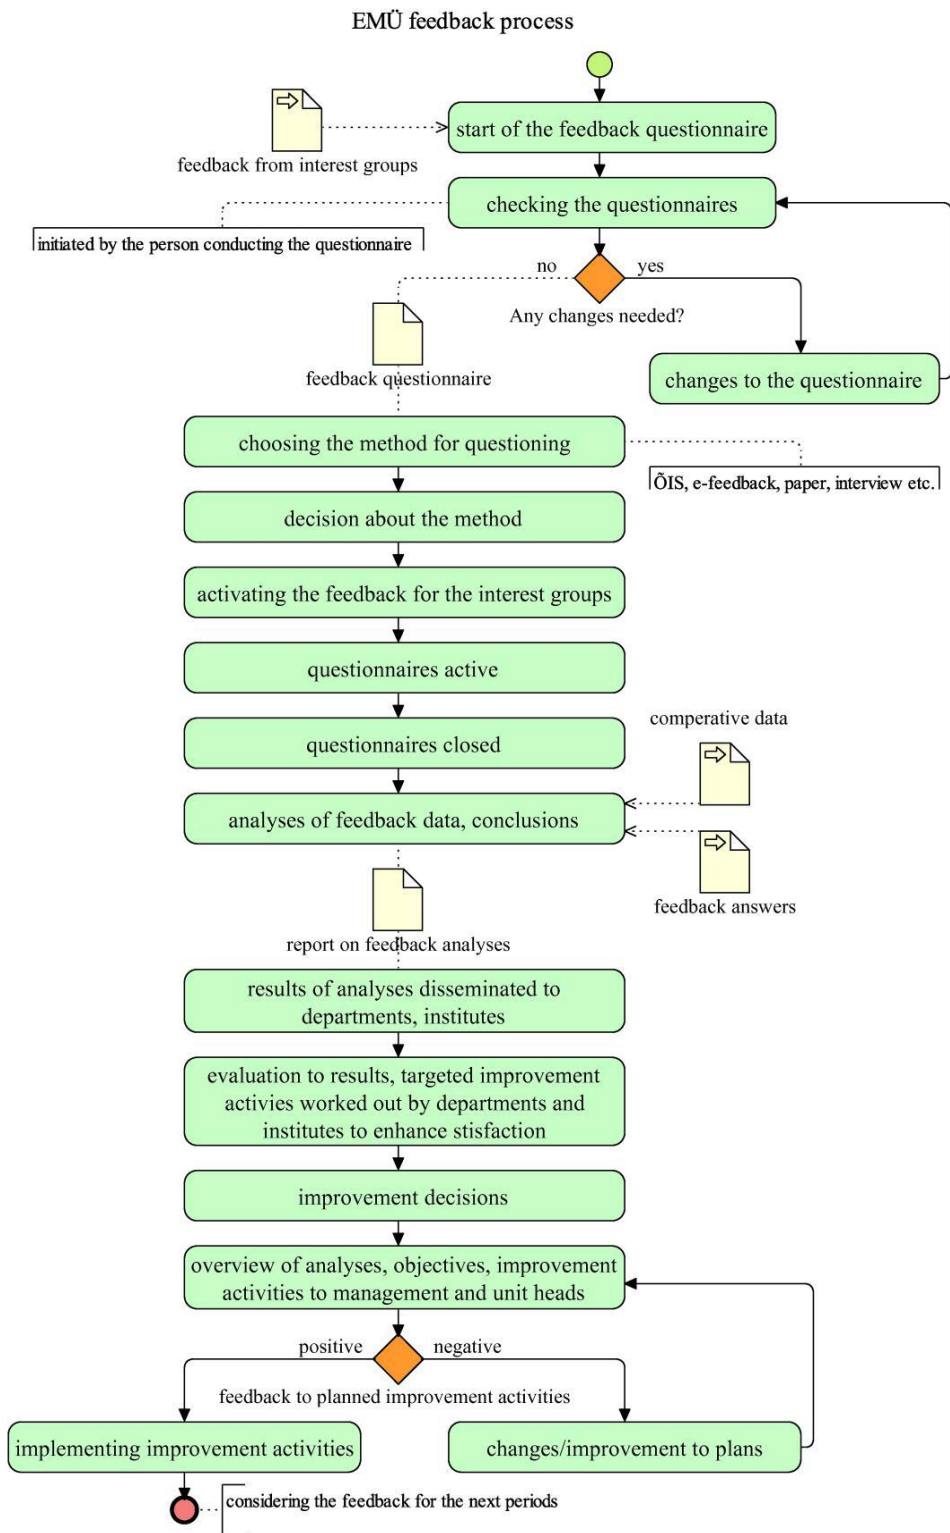 EMÜ feedback process
start of the feedback questionnaire
feedback from interest groups
checking the questionnaires
initiated by the person conducting the questionnaire
no
yes
Any changes needed?
feedback questionnaire
changes to the questionnaire
choosing the method for questioning
ÕIS, e-feedback, paper, interview etc.
decision about the method
activating the feedback for the interest groups
questionnaires active
questionnaires closed
comperative data
analyses of feedback data, conclusions
feedback answers
report on feedback analyses
results of analyses disseminated to
departments, institutes
evaluation to results, targeted improvement
activies worked out by departments and
institutes to enhance stisfaction
improvement decisions
overview of analyses, objectives, improvement
activities to management and unit heads
positive
negative
feedback to planned improvement activities
implementing improvement activities
changes/improvement to plans
considering the feedback for the next periods